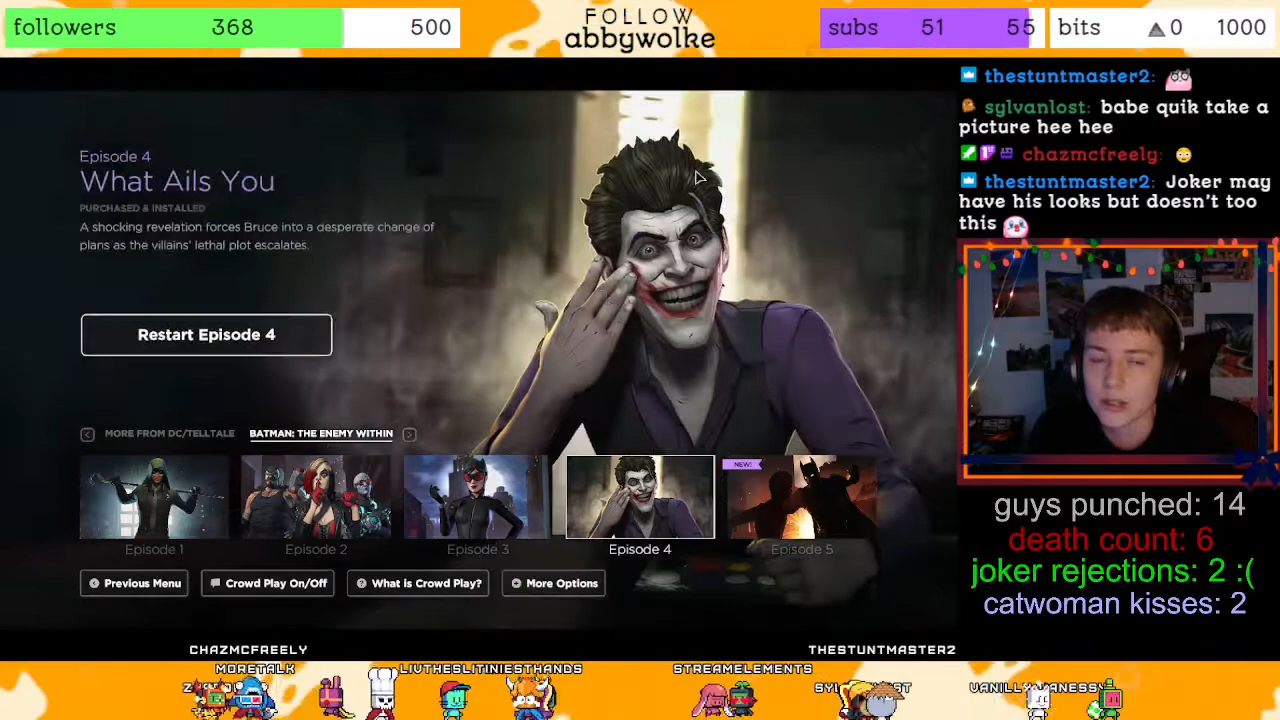 followers 368 500
FOLLOW
abbywolke
subs 51 55
bits 0 1000
thestuntmaster2:
sylvanlost: babe quik take a
picture hee hee
chazmcfreely:
thestuntmaster2: Joker may
have his looks but doesn't too
this
Episode 4
What Ails You
PURCHASED & INSTALLED
A shocking revelation forces Bruce into a desperate change of
plans as the villains' lethal plot escalates.
Restart Episode 4
MORE FROM DC/TELLTALE BATMAN: THE ENEMY WITHIN
NEW!
Episode 1 Episode 2 Episode 3 Episode 4 Episode 5
Previous Menu Crowd Play On/Off What is Crowd Play? More Options
guys punched: 14
death count: 6
joker rejections: 2 :(
catwoman kisses: 2
CHAZMCFREELY THESTUNTMASTER2
MORETALK LIVTHESLITINIESTHANDS STREAMELEMENTS